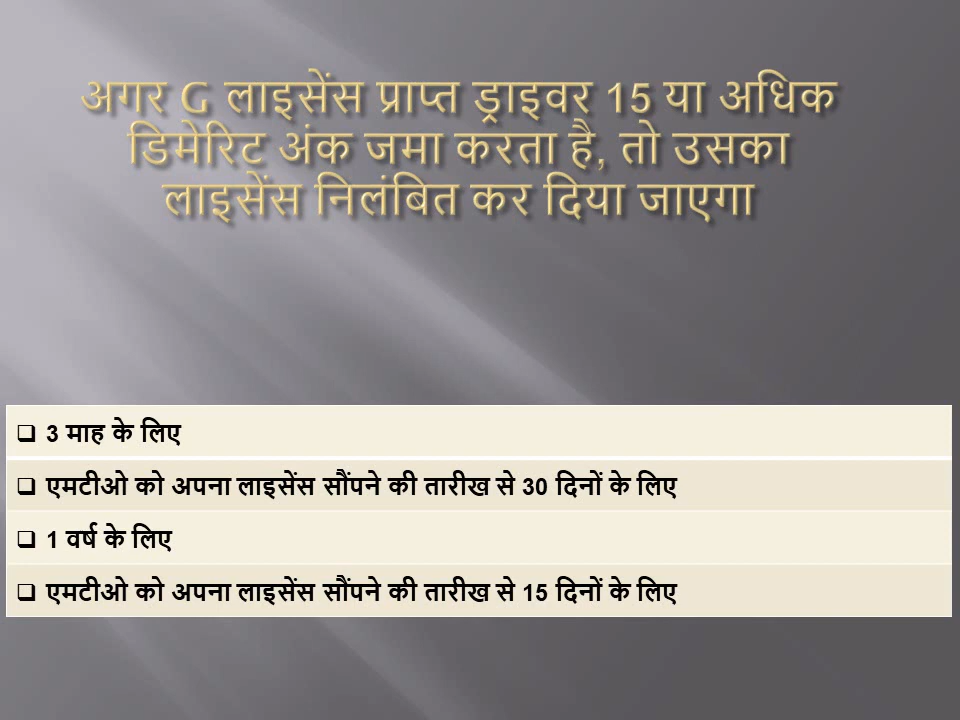 अगर G लाइसेंस प्राप्त ड्राइवर 15 या अधिक
डिमेरिट अंक जमा करता है, तो उसका
लाइसेंस निलंबित कर दिया जाएगा
❑ 3 माह के लिए
❑ एमटीओ को अपना लाइसेंस सौंपने की तारीख से 30 दिनों के लिए
❑ 1 वर्ष के लिए
❑ एमटीओ को अपना लाइसेंस सौंपने की तारीख से 15 दिनों के लिए